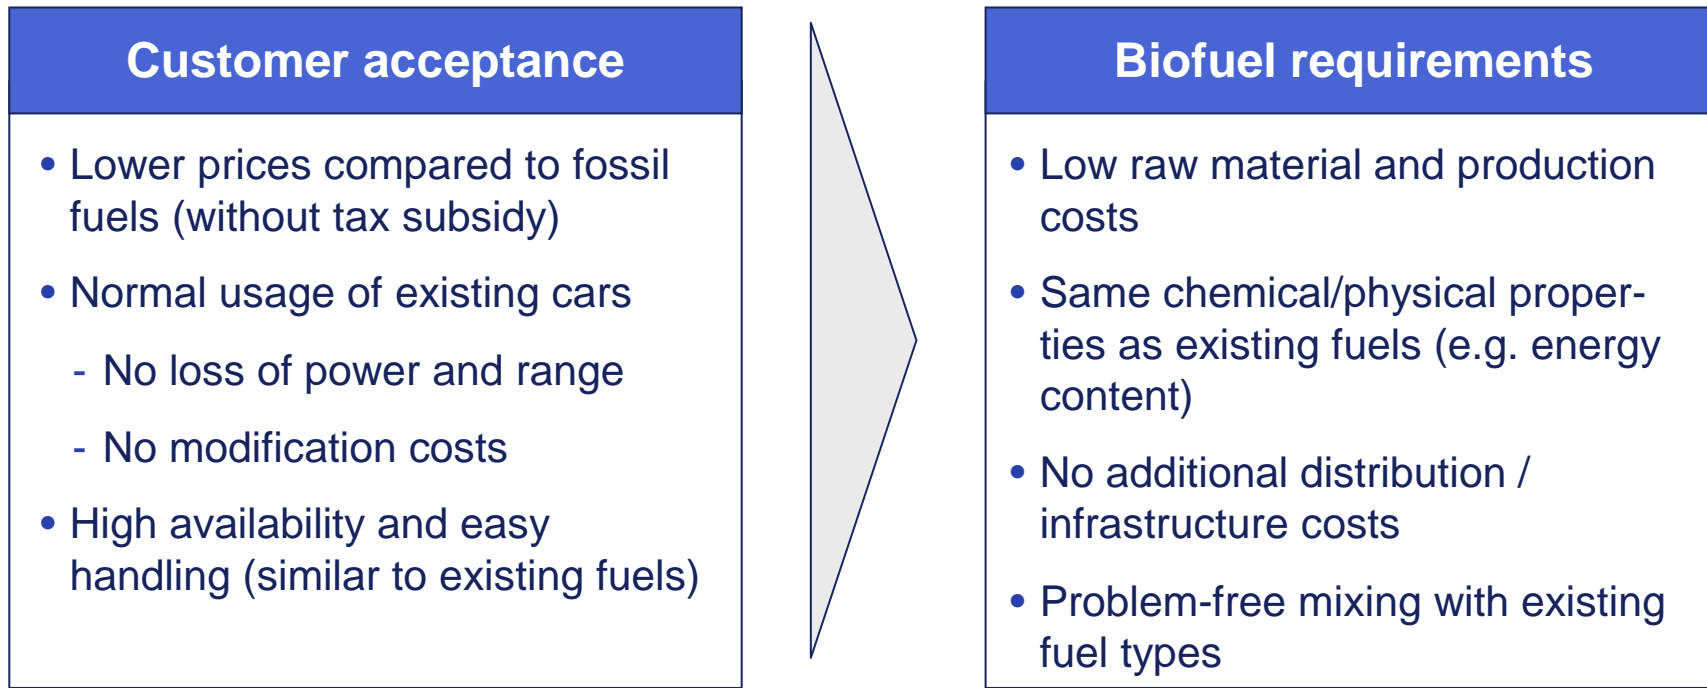 Customer acceptance
• Lower prices compared to fossil
fuels (without tax subsidy)
• Normal usage of existing cars
- No loss of power and range
- No modification costs
• High availability and easy
handling (similar to existing fuels)
Biofuel requirements
• Low raw material and production
costs
• Same chemical/physical proper-
ties as existing fuels (e.g. energy
content)
• No additional distribution /
infrastructure costs
• Problem-free mixing with existing
fuel types